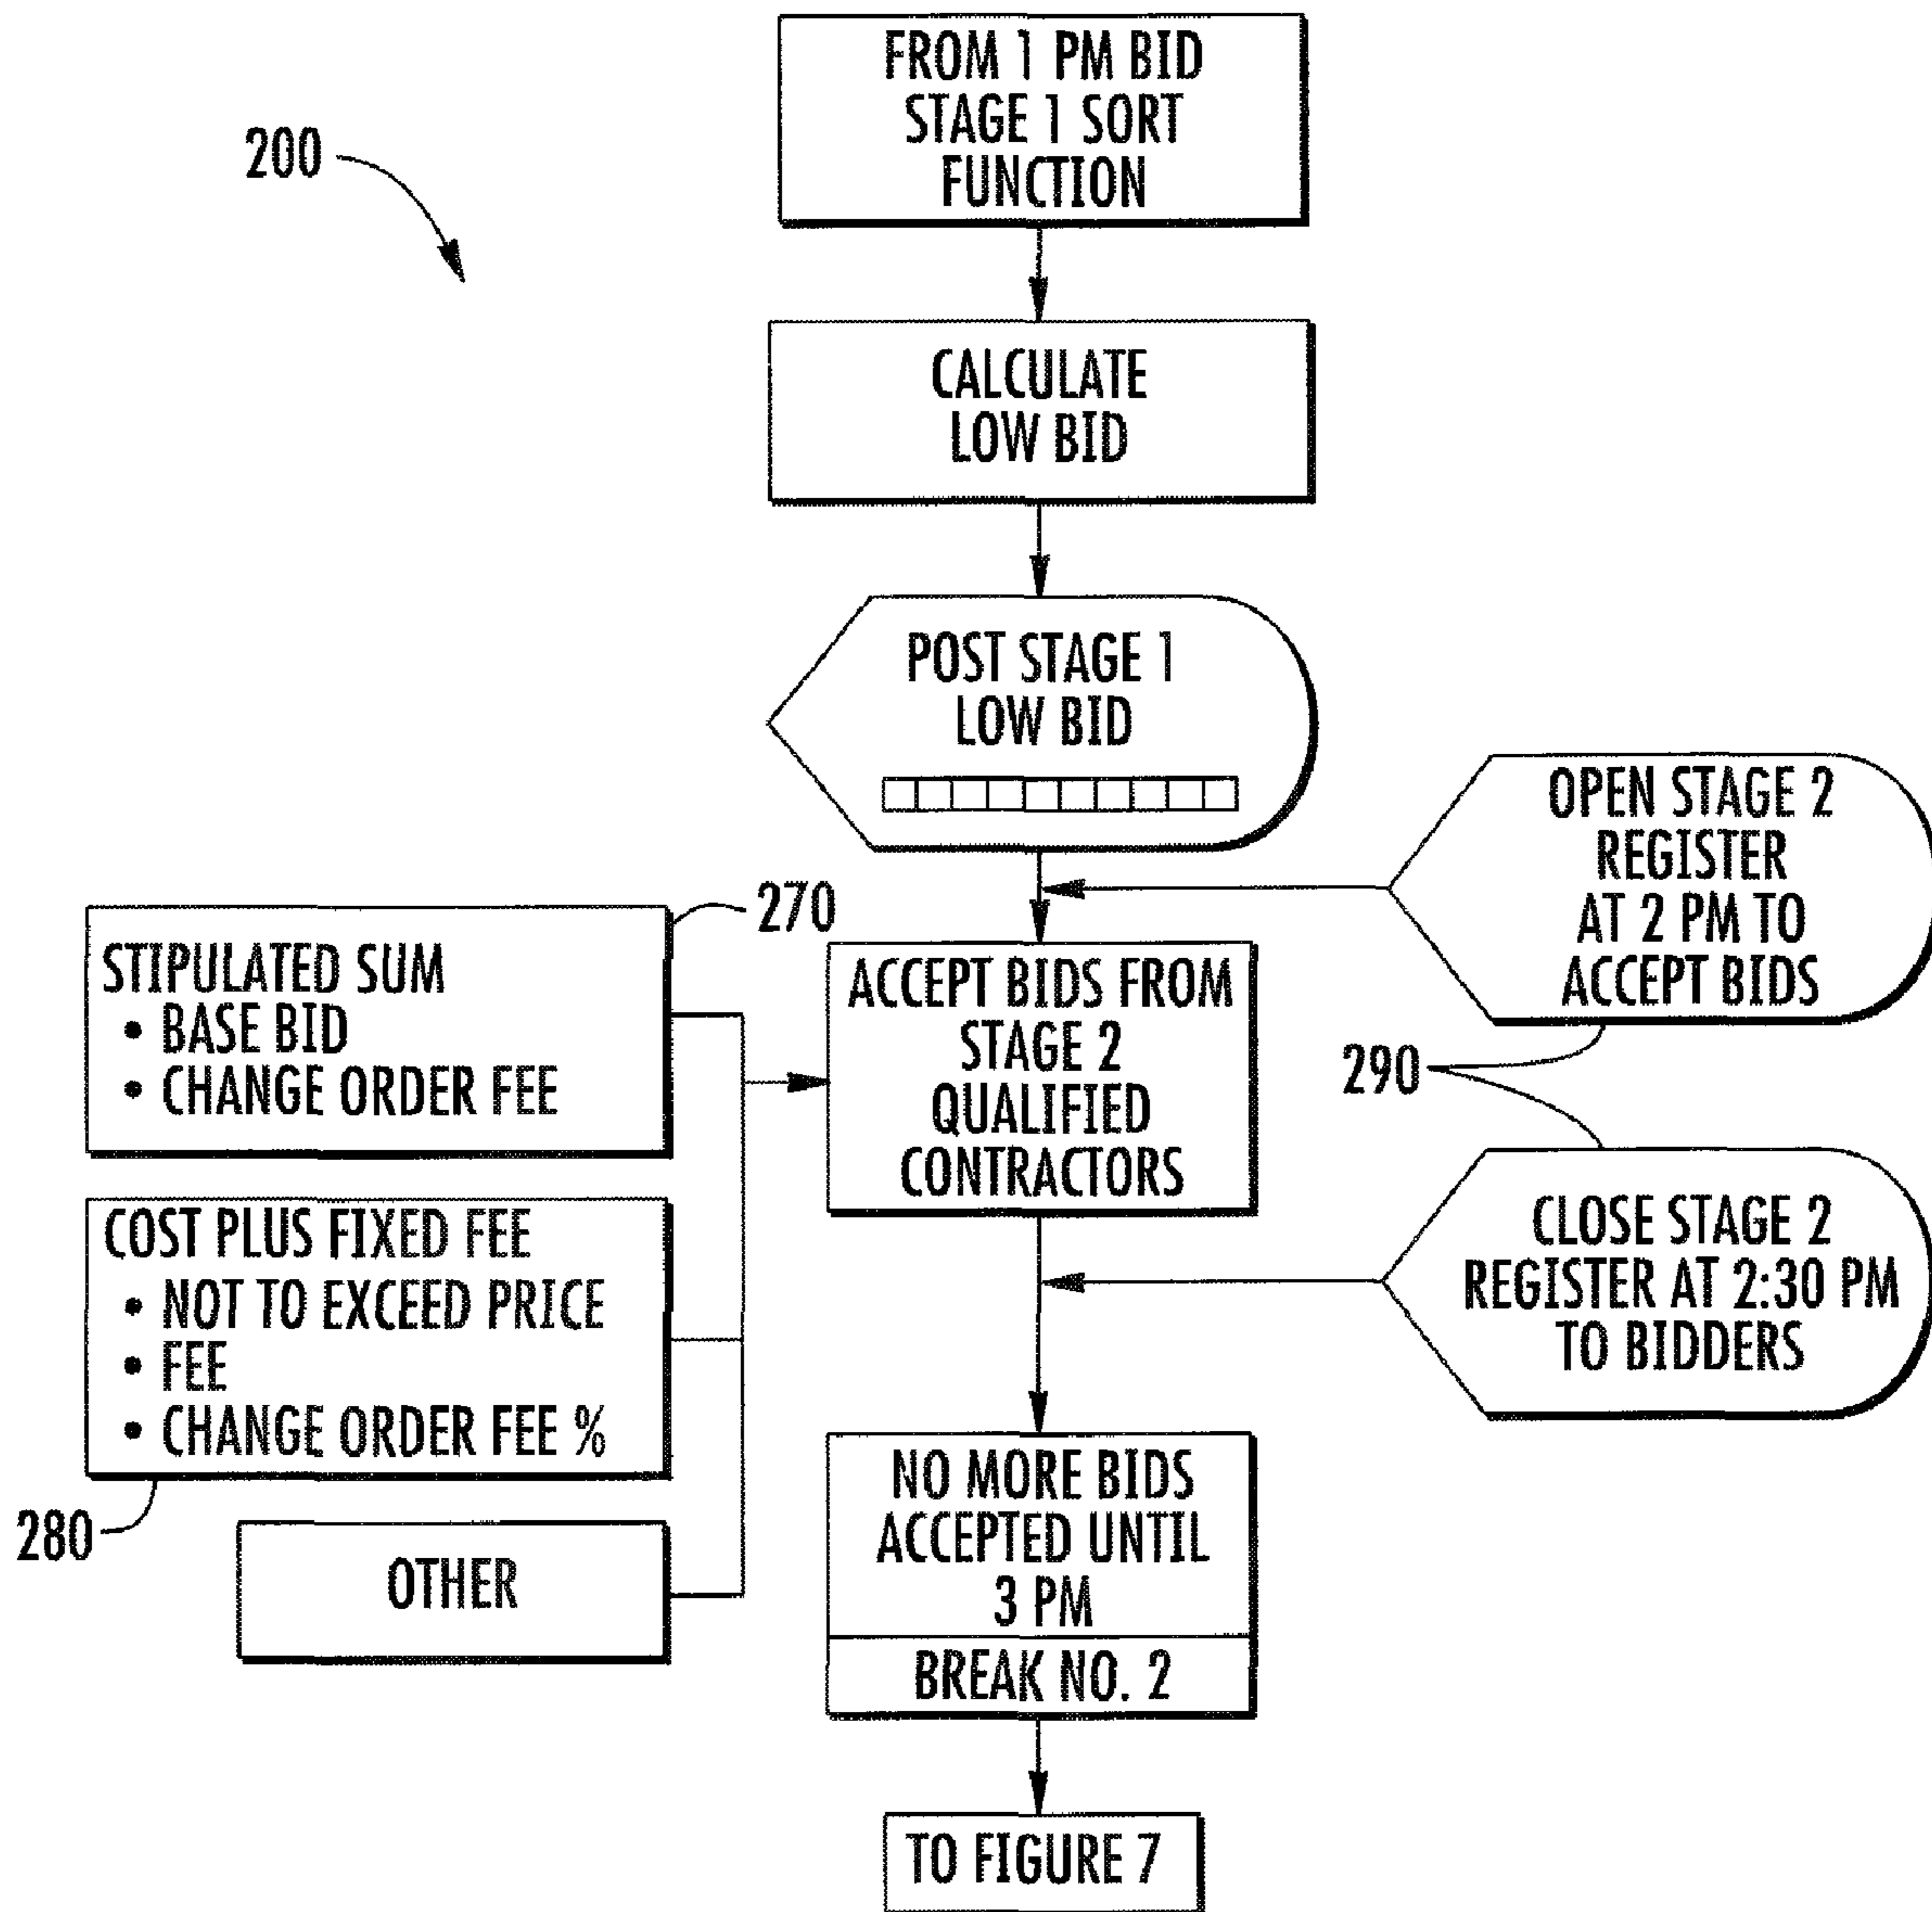 FROM 1 PM BID
STAGE 1 SORT
FUNCTION
200
CALCULATE
LOW BID
POST STAGE 1
LOW BID
OPEN STAGE 2
REGISTER
AT 2 PM TO
ACCEPT BIDS
270
STIPULATED SUM
• BASE BID
• CHANGE ORDER FEE
ACCEPT BIDS FROM
STAGE 2
QUALIFIED
CONTRACTORS
290
COST PLUS FIXED FEE
• NOT TO EXCEED PRICE
• FEE
• CHANGE ORDER FEE %
280
CLOSE STAGE 2
REGISTER AT 2:30 PM
TO BIDDERS
OTHER
NO MORE BIDS
ACCEPTED UNTIL
3 PM
BREAK NO. 2
TO FIGURE 7